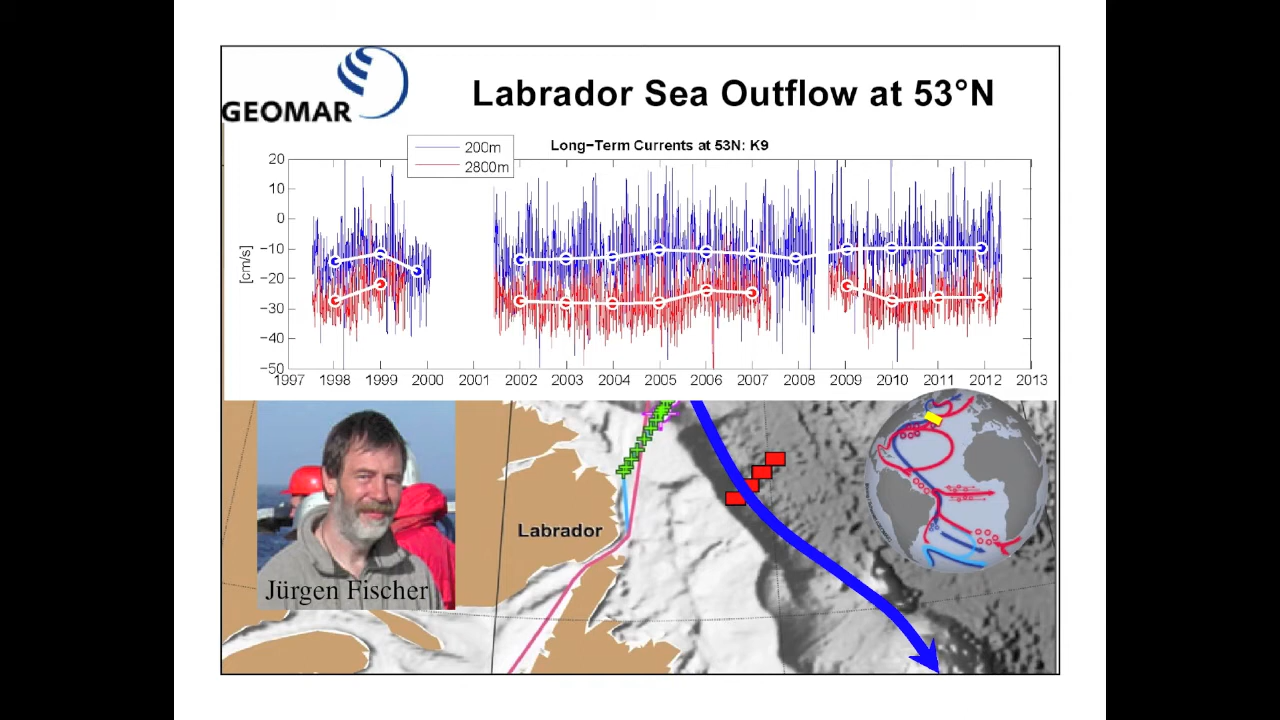 GEOMAR
Labrador Sea Outflow at 53°N
Long-Term Currents at 53N: K9
200m
2800m
[cm/s]
20
10
0
-10
-20
-30
-40
-50
1997 1998 1999 2000 2001 2002 2003 2004 2005 2006 2007 2008 2009 2010 2011 2012 2013
Labrador
Jürgen Fischer